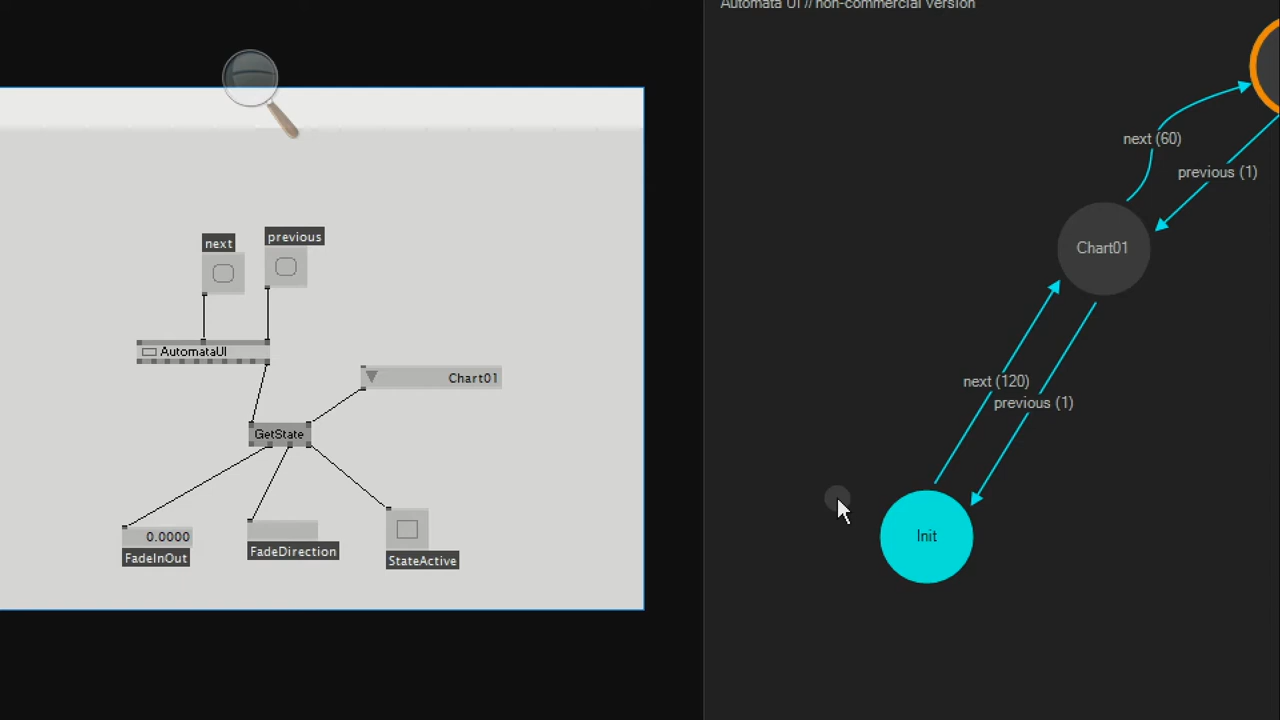 Automata UI // non-commercial version
next
previous
AutomataUI
Chart01
GetState
0.0000
FadeInOut
FadeDirection
StateActive
next (60)
previous (1)
Chart01
next (120)
previous (1)
Init